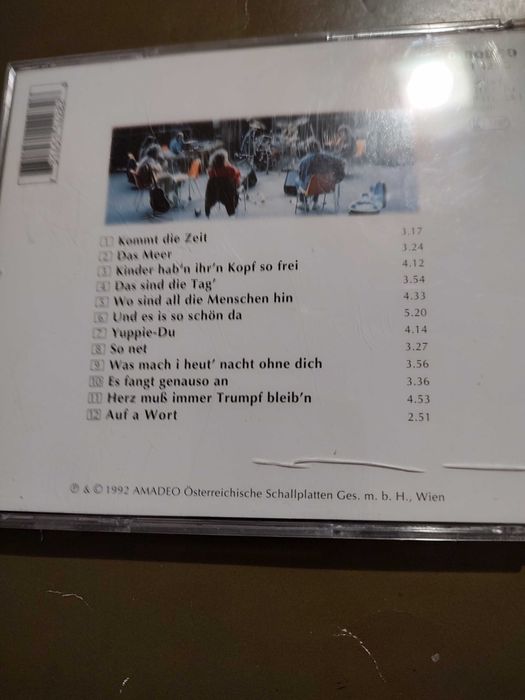 1 Kommt die Zeit 3.17
2 Das Meer 3.24
3 Kinder hab'n ihr'n Kopf so frei 4.12
4 Das sind die Tag' 3.54
5 Wo sind all die Menschen hin 4.33
6 Und es is so schön da 5.20
7 Yuppie-Du 4.14
8 So net 3.27
9 Was mach i heut' nacht ohne dich 3.56
10 Es fangt genauso an 3.36
11 Herz muß immer Trumpf bleib'n 4.53
12 Auf a Wort 2.51
℗ & © 1992 AMADEO Österreichische Schallplatten Ges. m. b. H., Wien